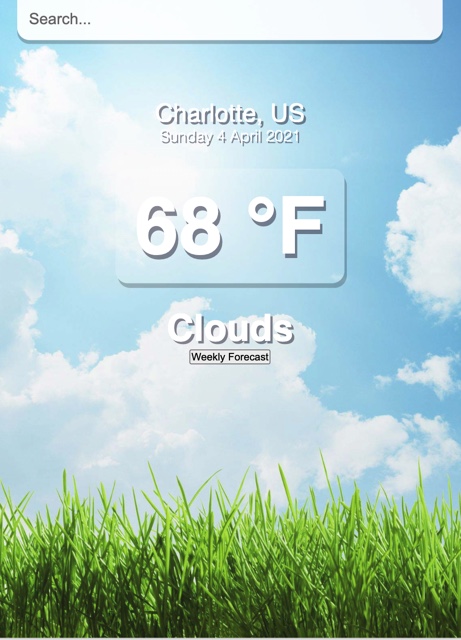 Search...
Charlotte, US
Sunday 4 April 2021
68 °F
Clouds
Weekly Forecast